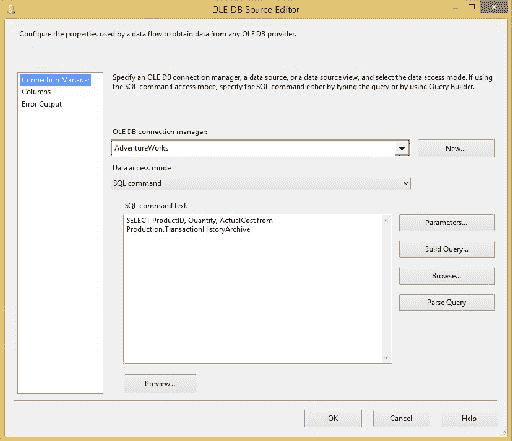 OLE DB Source Editor
Configure the properties used by a data flow to obtain data from any OLE DB provider.
Connection Manager
Columns
Error Output
Specify an OLE DB connection manager, a data source, or a data source view, and select the data access mode. If using
the SQL command access mode, specify the SQL command either by typing the query or by using Query Builder.
OLE DB connection manager:
AdventureWorks
New...
Data access mode:
SQL command
SQL command text:
SELECT ProductID, Quantity, ActualCost from
Production.TransactionHistoryArchive
Parameters...
Build Query...
Browse...
Parse Query
Preview...
OK
Cancel
Help